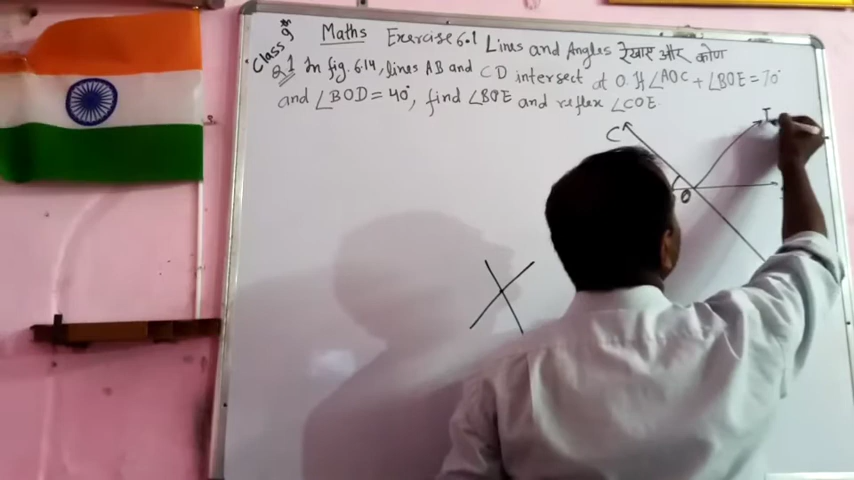 Class 9th Maths Exercise 6.1 Lines and Angles रेखाएँ और कोण
Q.1 In fig. 6.14, lines AB and CD intersect at O. If ∠AOC + ∠BOE = 70°
and ∠BOD = 40°, find ∠BOE and reflex ∠COE.
C
O